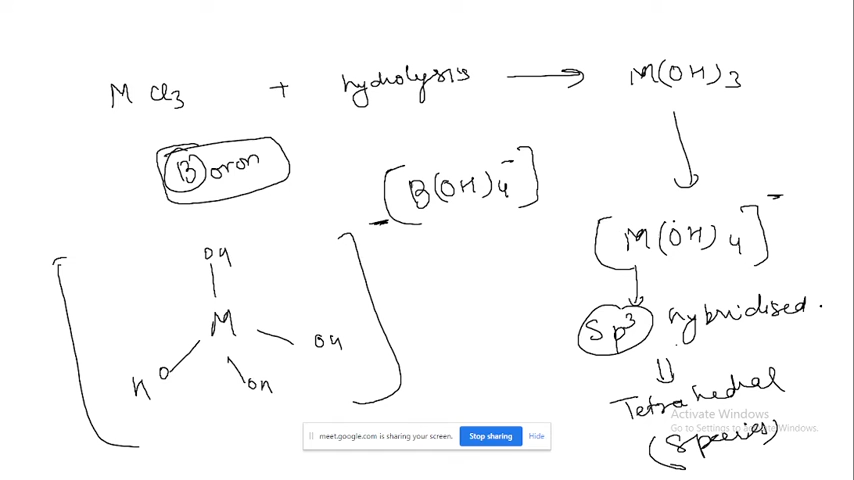 M Cl3 + hydrolysis → M(OH)3
Boron
[B(OH)4-]
[M(OH)4]-
Sp3 hybridised.
Tetrahedral
(Species)
OH
M
OH
HO
OH
Activate Windows
Go to Settings to activate Windows.
meet.google.com is sharing your screen. Stop sharing Hide